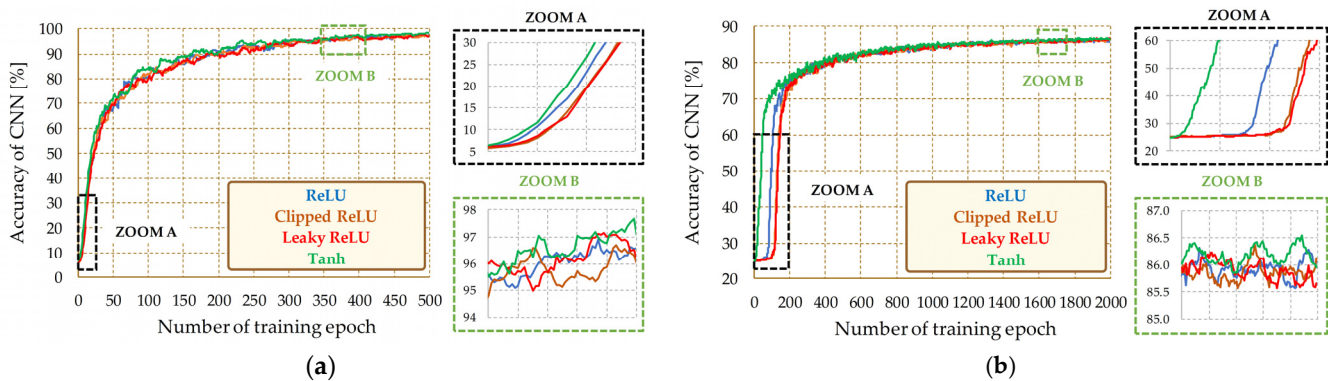 Accuracy of CNN [%]
100
90
80
70
60
50
40
30
20
10
0
0 50 100 150 200 250 300 350 400 450 500
Number of training epoch
ZOOM A
ZOOM B
ReLU
Clipped ReLU
Leaky ReLU
Tanh
ZOOM A
30
25
20
15
10
5
ZOOM B
98
97
96
95
94
(a)
Accuracy of CNN [%]
90
80
70
60
50
40
30
20
0 200 400 600 800 1000 1200 1400 1600 1800 2000
Number of training epoch
ZOOM A
ZOOM B
ReLU
Clipped ReLU
Leaky ReLU
Tanh
ZOOM A
60
50
40
30
20
ZOOM B
87.0
86.5
86.0
85.5
85.0
(b)